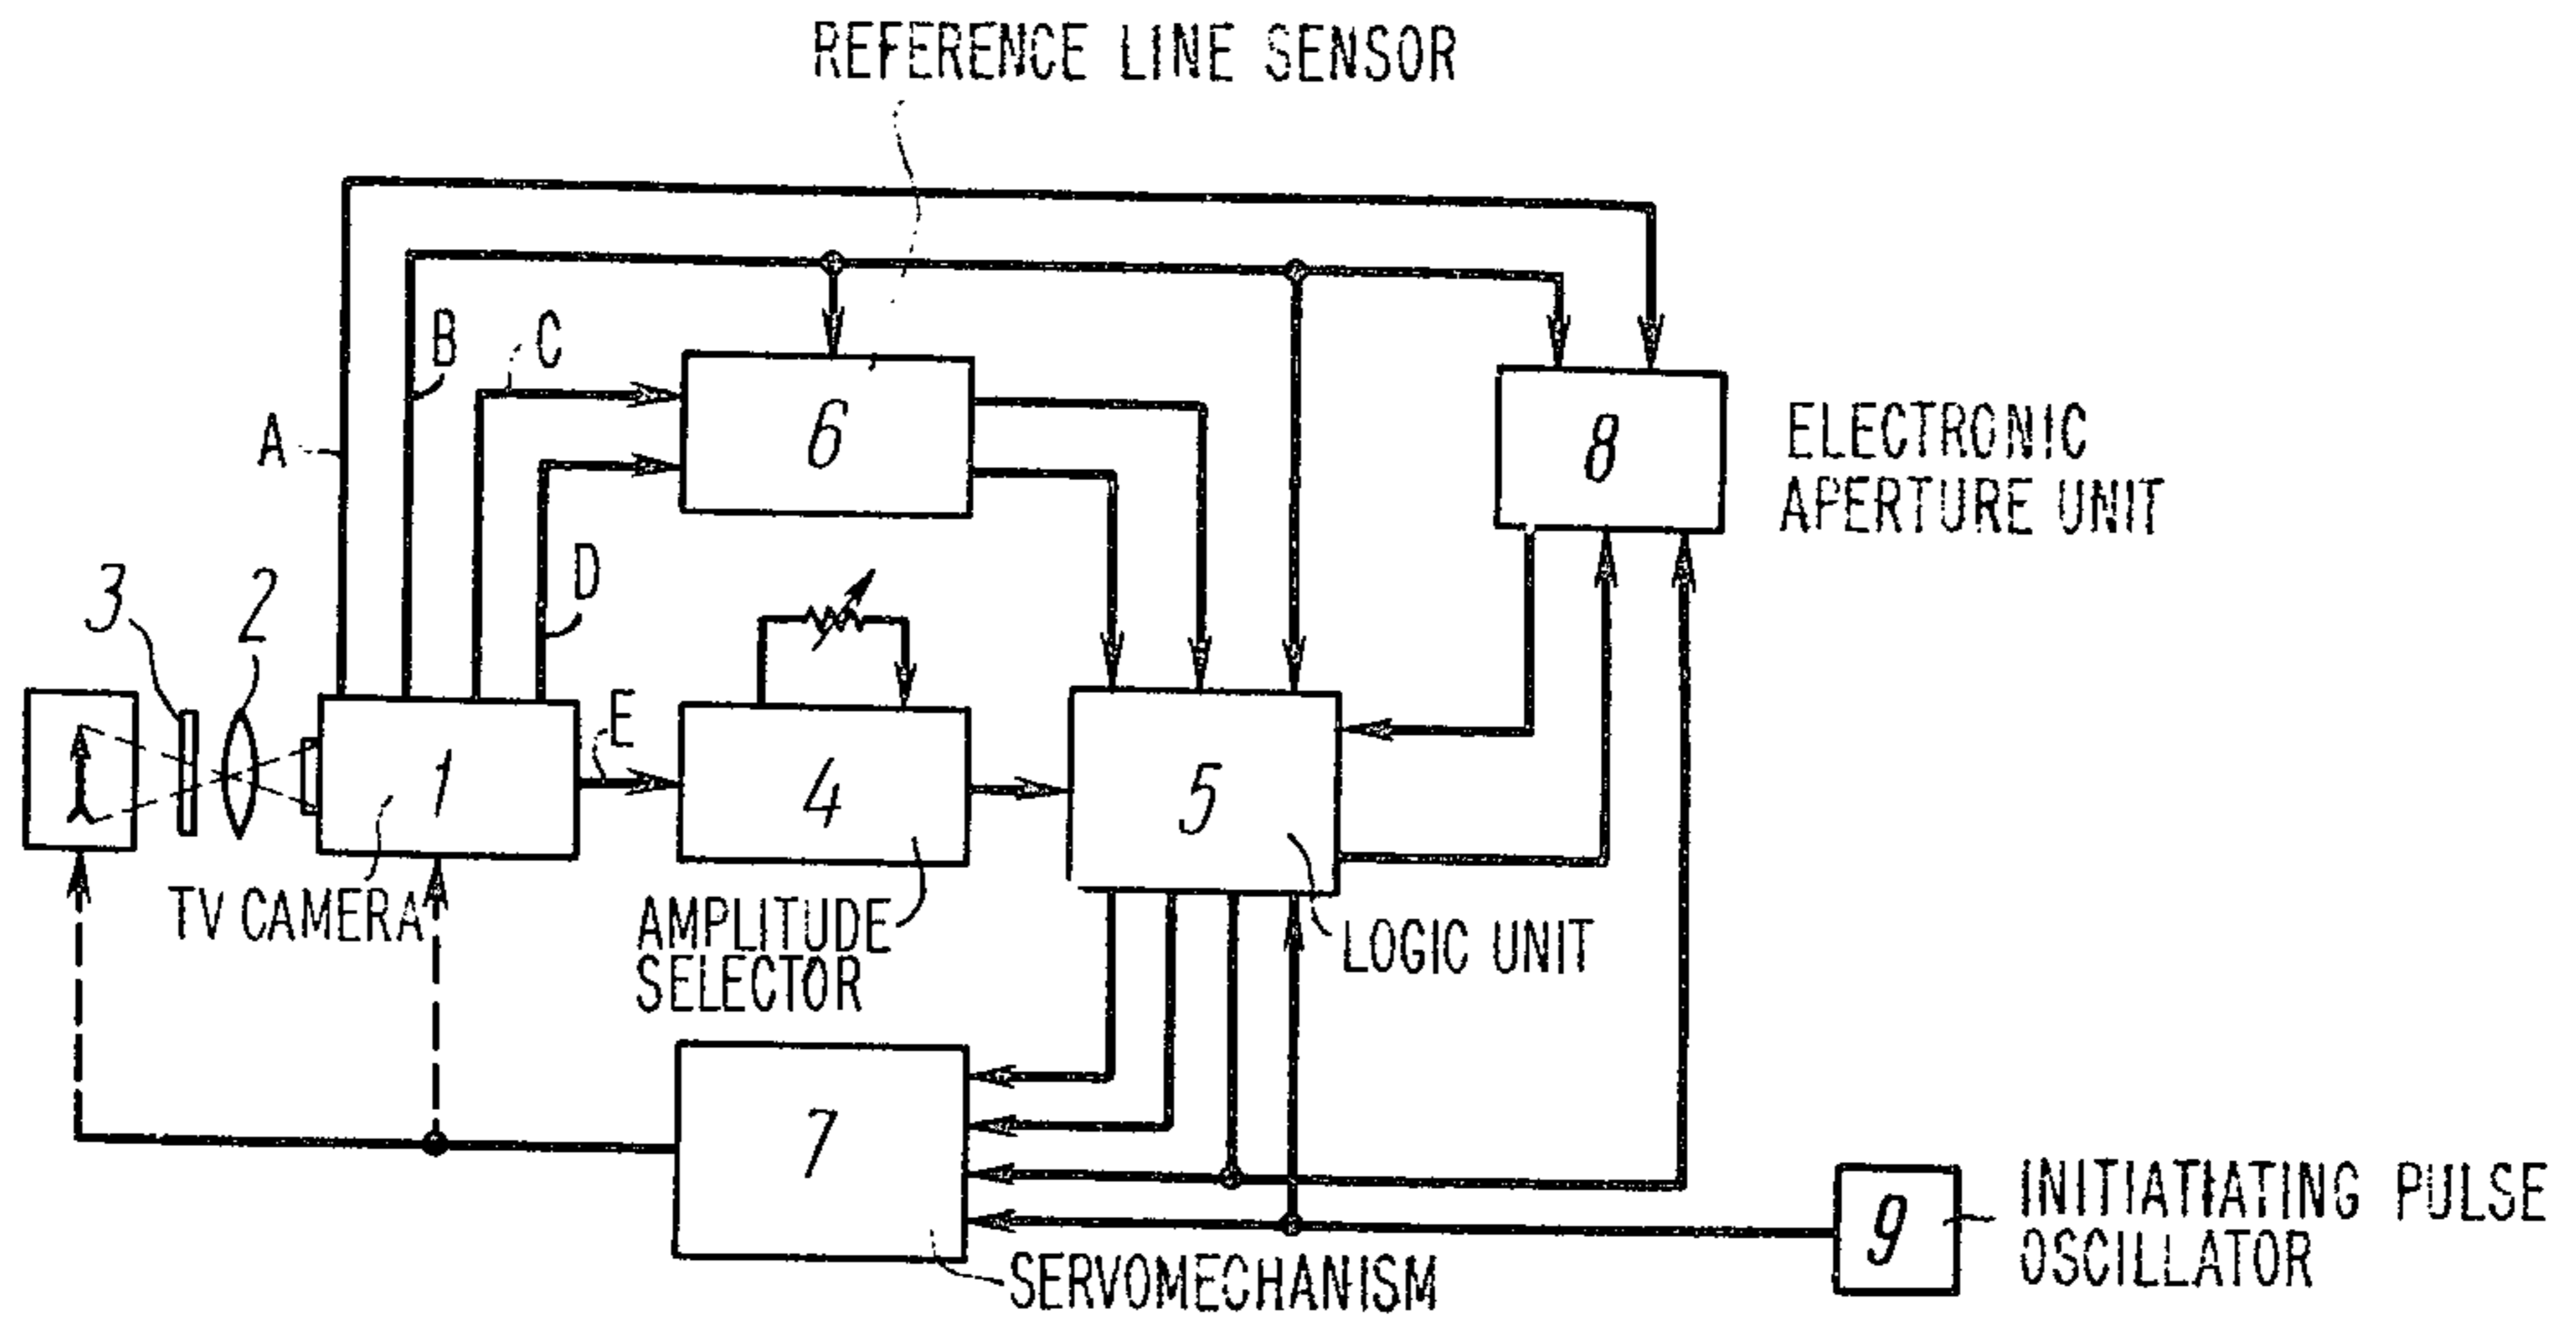 REFERENCE LINE SENSOR
B
C
A
6
8
ELECTRONIC
APERTURE UNIT
D
3
2
E
1
4
5
TV CAMERA
AMPLITUDE
SELECTOR
LOGIC UNIT
7
9
INITIATIATING PULSE
OSCILLATOR
SERVOMECHANISM